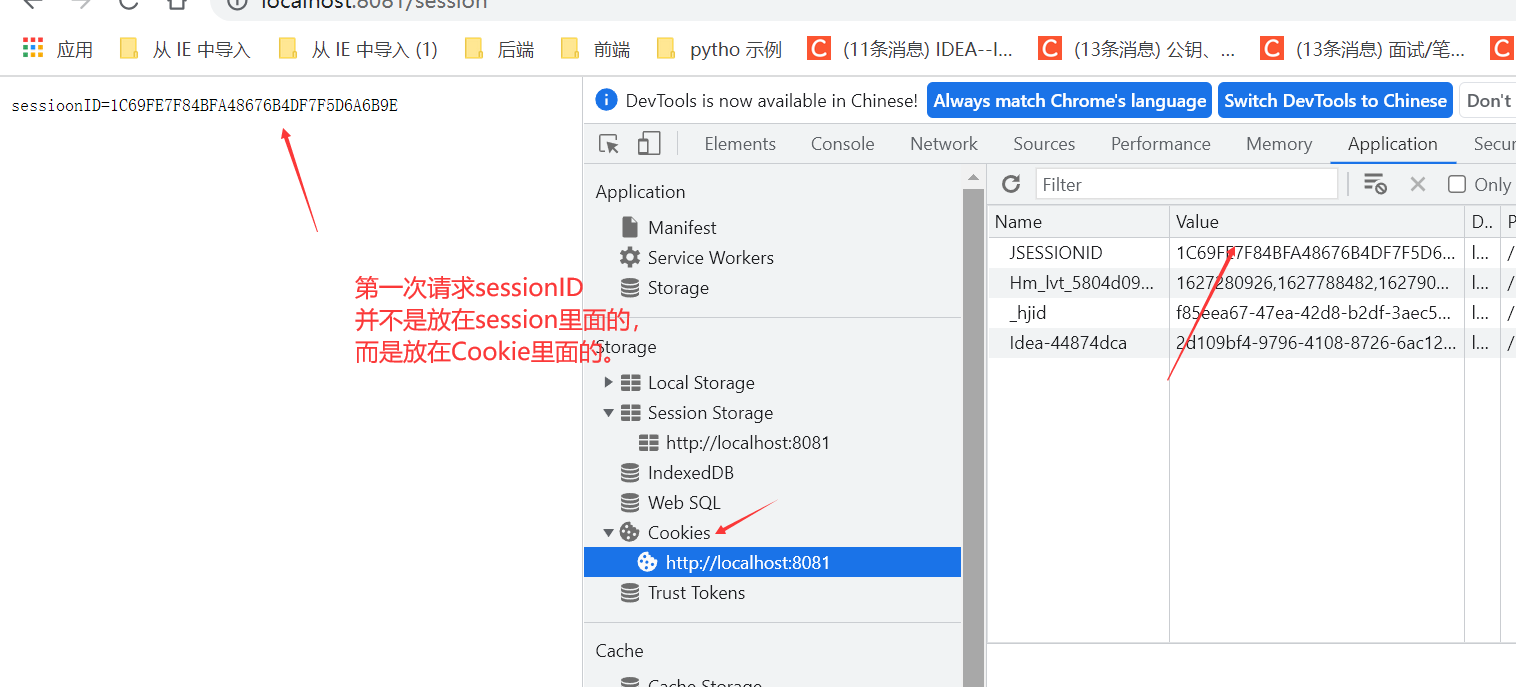 localhost:8081/session
应用
从 IE 中导入
从 IE 中导入 (1)
后端
前端
pytho 示例
(11条消息) IDEA--I...
(13条消息) 公钥、...
(13条消息) 面试/笔...
sessioonID=1C69FE7F84BFA48676B4DF7F5D6A6B9E
第一次请求sessionID
并不是放在session里面的,
而是放在Cookie里面的。
DevTools is now available in Chinese!
Always match Chrome's language
Switch DevTools to Chinese
Don't
Elements
Console
Network
Sources
Performance
Memory
Application
Secur
Application
Manifest
Service Workers
Storage
Storage
Local Storage
Session Storage
http://localhost:8081
IndexedDB
Web SQL
Cookies
http://localhost:8081
Trust Tokens
Cache
Cache Storage
Filter
Only
Name Value D.. P
JSESSIONID 1C69FE7F84BFA48676B4DF7F5D6... l... /
Hm_lvt_5804d09... 1627280926,1627788482,162790... l... /
_hjid f85eea67-47ea-42d8-b2df-3aec5... l... /
Idea-44874dca 2d109bf4-9796-4108-8726-6ac12... l... /